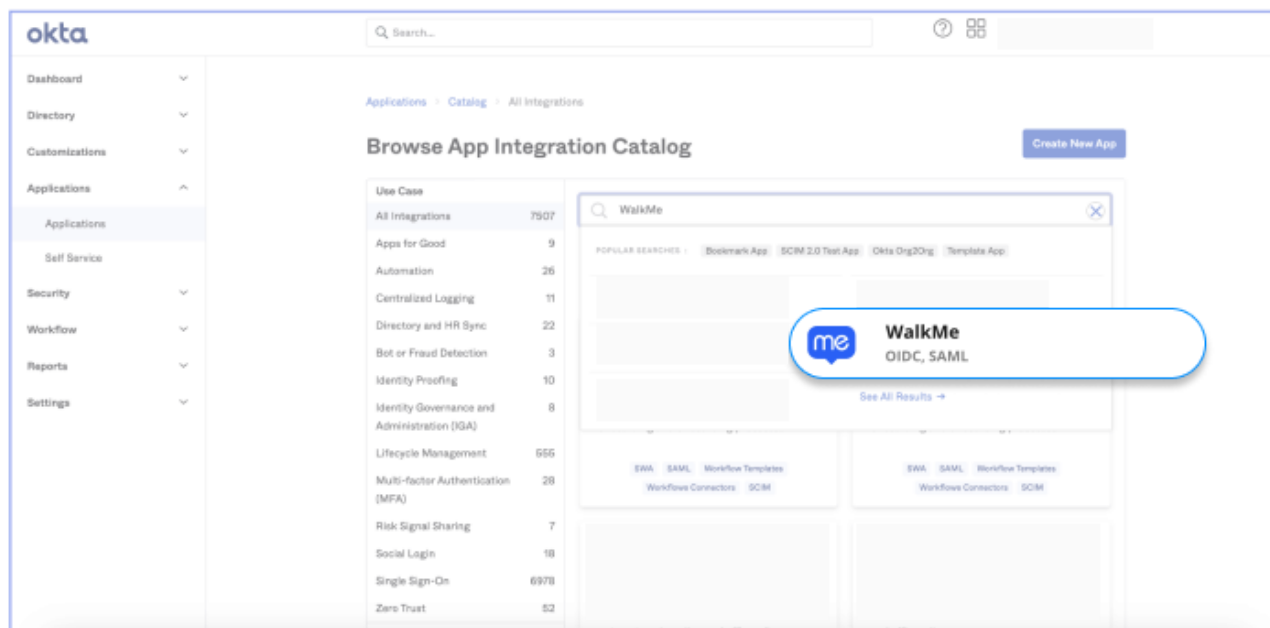 okta
Search...
Dashboard
Directory
Customizations
Applications
Applications
Self Service
Security
Workflow
Reports
Settings
Applications > Catalog > All Integrations
Browse App Integration Catalog
Create New App
Use Case
All Integrations 7507
Apps for Good 9
Automation 26
Centralized Logging 11
Directory and HR Sync 22
Bot or Fraud Detection 3
Identity Proofing 10
Identity Governance and 8
Administration (IGA)
Lifecycle Management 555
Multi-factor Authentication 28
(MFA)
Risk Signal Sharing 7
Social Login 18
Single Sign-On 6978
Zero Trust 52
WalkMe
POPULAR SEARCHES : Bookmark App SCIM 2.0 Test App Okta Org2Org Template App
me
WalkMe
OIDC, SAML
See All Results →
SWA SAML Workflow Templates
Workflows Connectors SCIM
SWA SAML Workflow Templates
Workflows Connectors SCIM